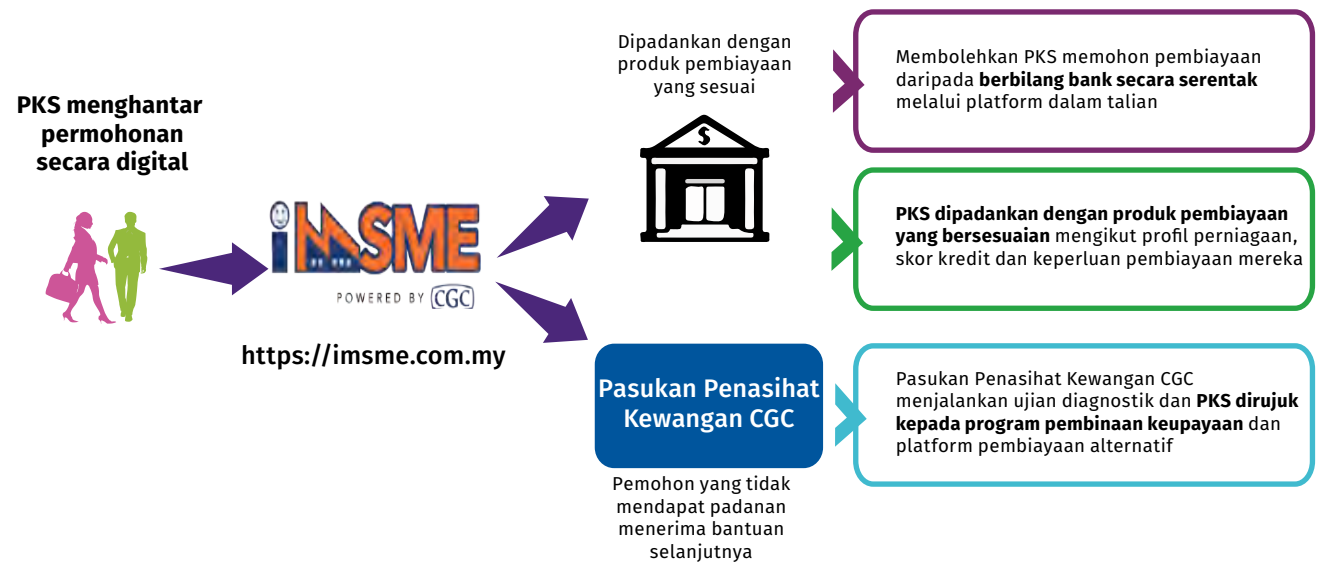 PKS menghantar
permohonan
secara digital
iMSME
POWERED BY CGC
https://imsme.com.my
Dipadankan dengan
produk pembiayaan
yang sesuai
$
Pasukan Penasihat
Kewangan CGC
Pemohon yang tidak
mendapat padanan
menerima bantuan
selanjutnya
Membolehkan PKS memohon pembiayaan
daripada berbilang bank secara serentak
melalui platform dalam talian
PKS dipadankan dengan produk pembiayaan
yang bersesuaian mengikut profil perniagaan,
skor kredit dan keperluan pembiayaan mereka
Pasukan Penasihat Kewangan CGC
menjalankan ujian diagnostik dan PKS dirujuk
kepada program pembinaan keupayaan dan
platform pembiayaan alternatif